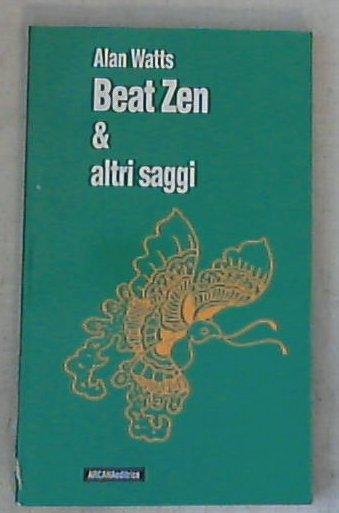 Alan Watts
Beat Zen
&
altri saggi
ARCANAeditrice